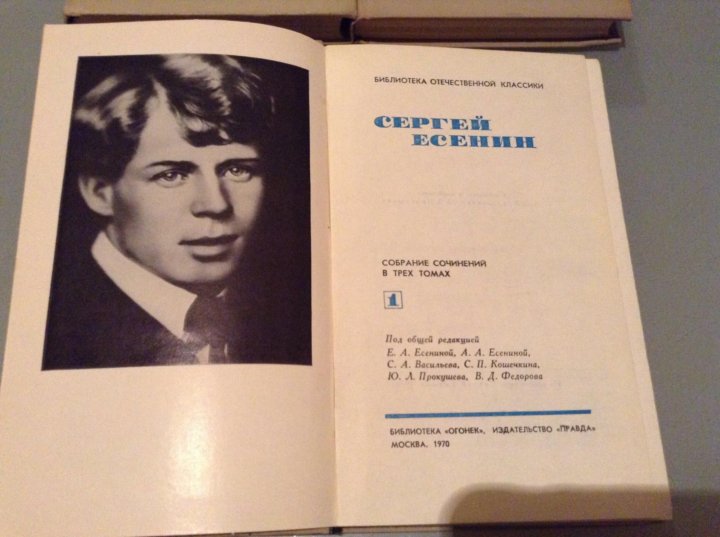 БИБЛИОТЕКА ОТЕЧЕСТВЕННОЙ КЛАССИКИ
СЕРГЕЙ
ЕСЕНИН
СОБРАНИЕ СОЧИНЕНИЙ
В ТРЕХ ТОМАХ
1
Под общей редакцией
Е. А. Есениной, А. А. Есениной,
С. А. Васильева, С. П. Кошечкина,
Ю. Л. Прокушева, В. Д. Федорова
БИБЛИОТЕКА «ОГОНЕК», ИЗДАТЕЛЬСТВО «ПРАВДА»
МОСКВА, 1970